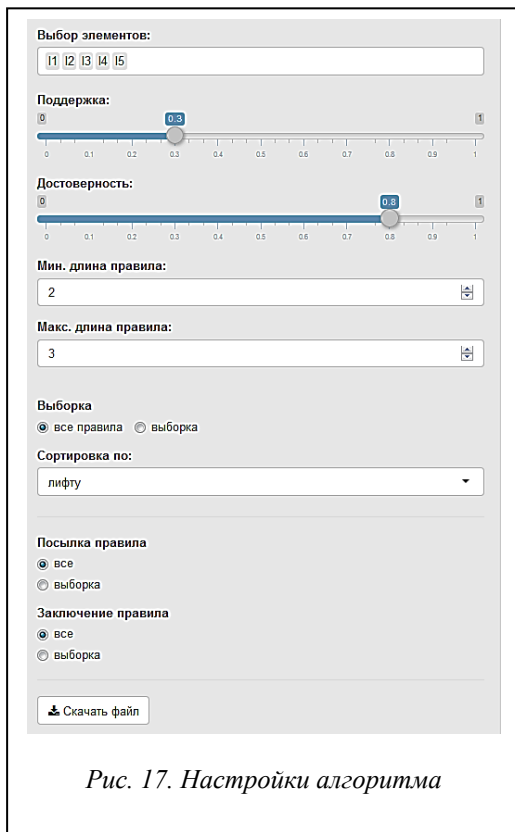 Выбор элементов:
I1 I2 I3 I4 I5
Поддержка:
0 0.3 1
0 0.1 0.2 0.3 0.4 0.5 0.6 0.7 0.8 0.9 1
Достоверность:
0 0.8 1
0 0.1 0.2 0.3 0.4 0.5 0.6 0.7 0.8 0.9 1
Мин. длина правила:
2
Макс. длина правила:
3
Выборка
все правила выборка
Сортировка по:
лифту
Посылка правила
все
выборка
Заключение правила
все
выборка
Скачать файл
Рис. 17. Настройки алгоритма